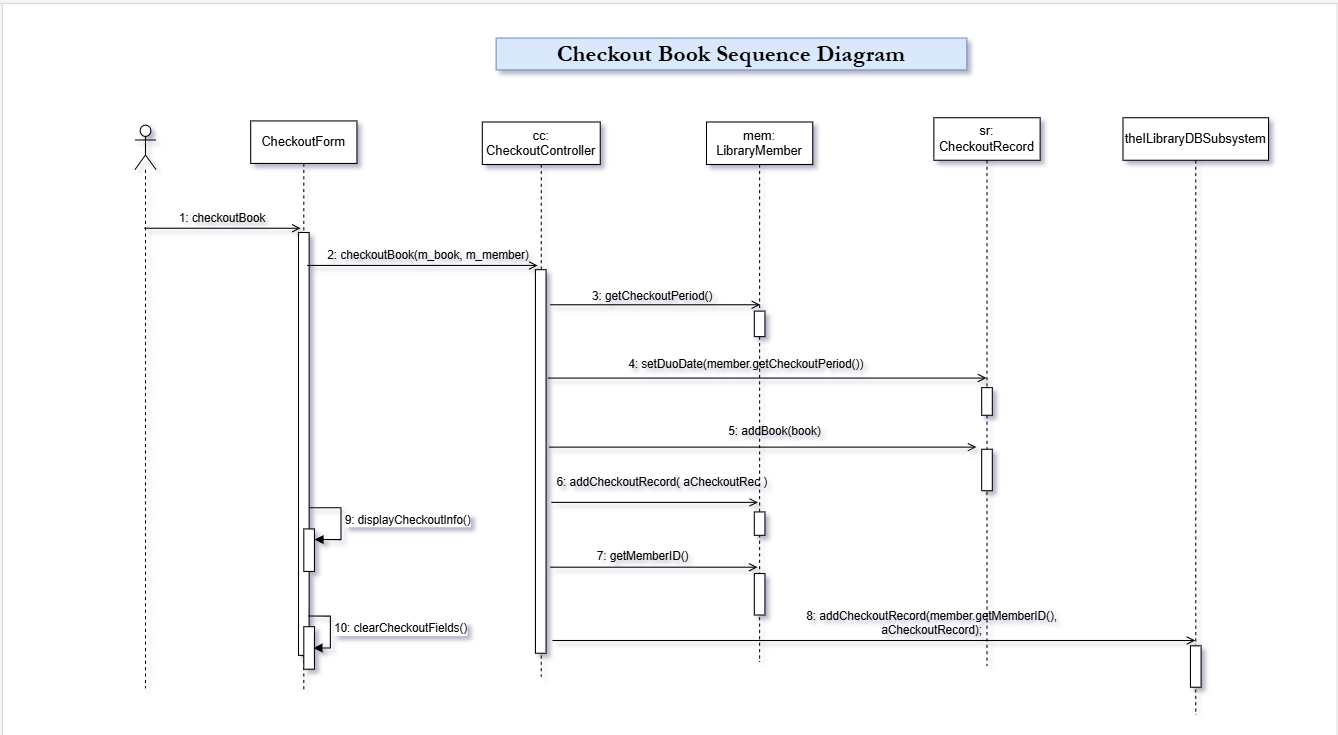 Checkout Book Sequence Diagram
CheckoutForm
cc:
CheckoutController
mem:
LibraryMember
sr:
CheckoutRecord
theILibraryDBSubsystem
1: checkoutBook
2: checkoutBook(m_book, m_member)
3: getCheckoutPeriod()
4: setDuoDate(member.getCheckoutPeriod())
5: addBook(book)
6: addCheckoutRecord( aCheckoutRec )
9: displayCheckoutInfo()
7: getMemberID()
8: addCheckoutRecord(member.getMemberID(),
aCheckoutRecord);
10: clearCheckoutFields()